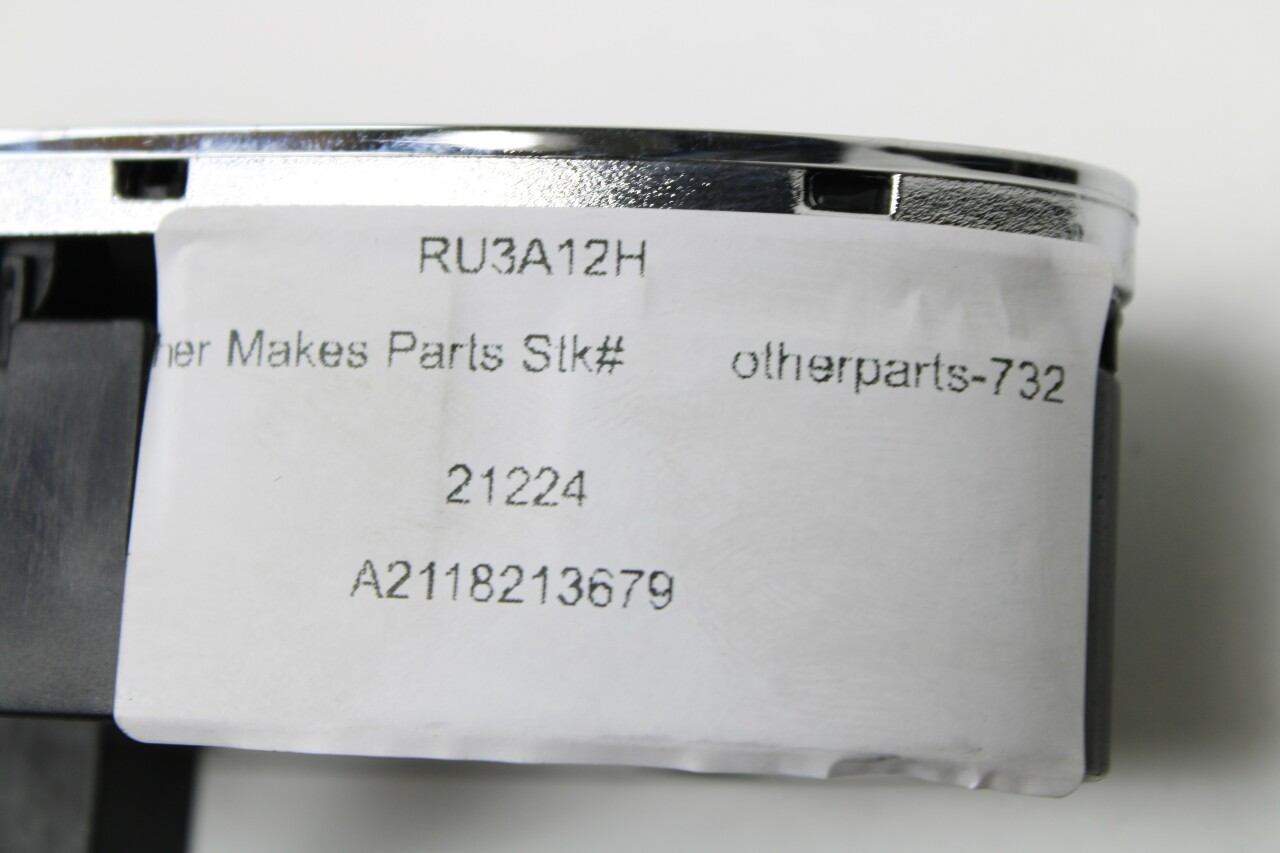 RU3A12H
her Makes Parts Stk# otherparts-732
21224
A2118213679